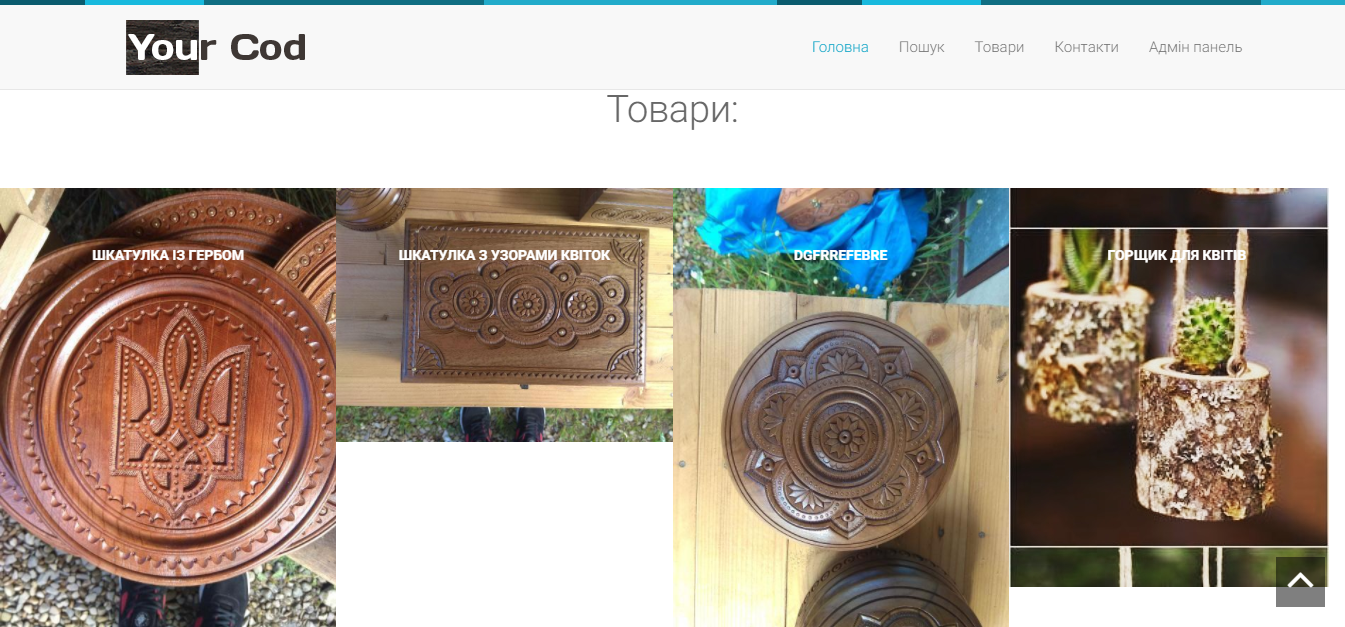 Your Cod
Головна Пошук Товари Контакти Адмін панель
Товари:
ШКАТУЛКА ІЗ ГЕРБОМ
ШКАТУЛКА З УЗОРАМИ КВІТОК
DGFRREFEBRE
ГОРЩИК ДЛЯ КВІТІВ